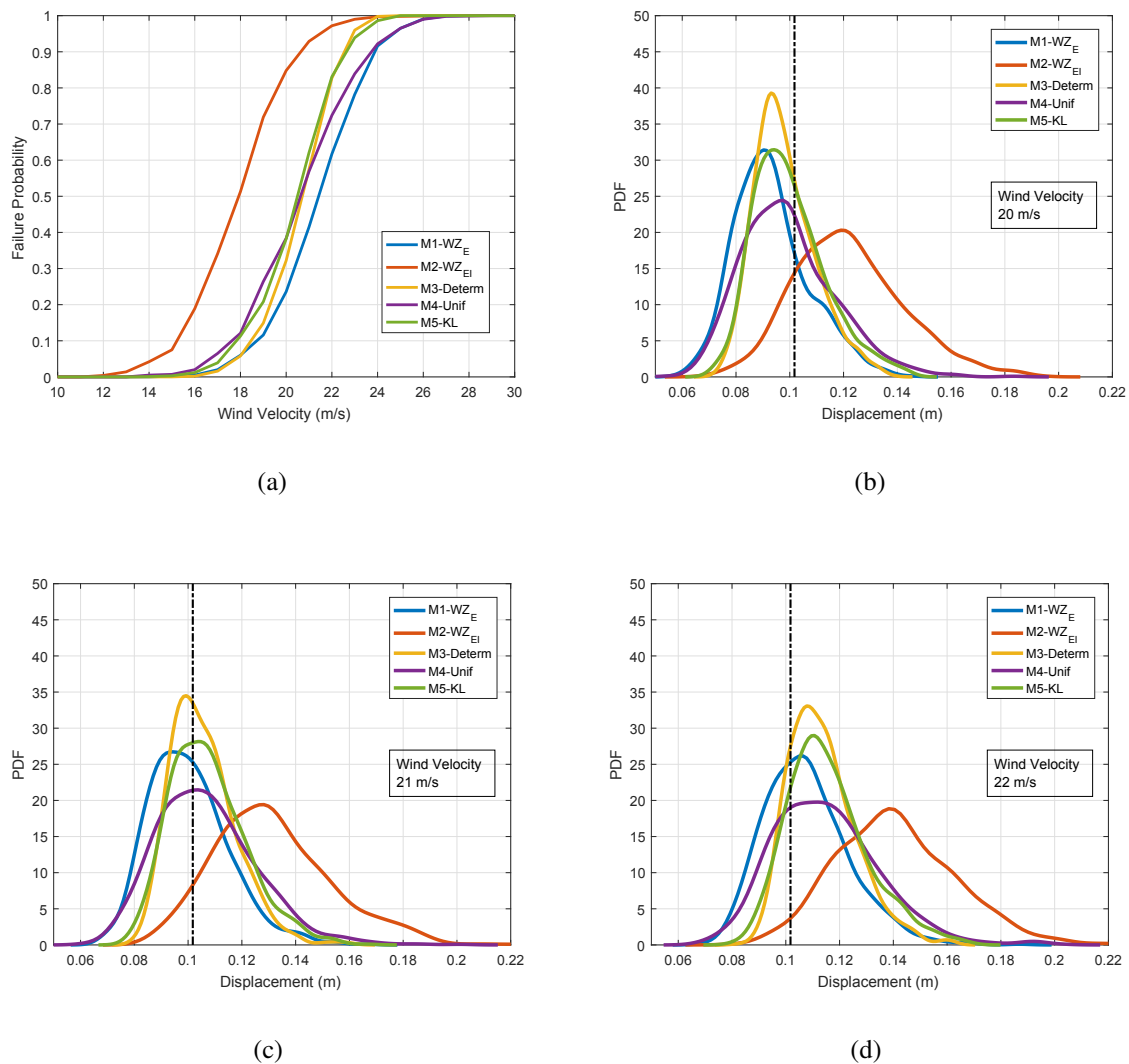 1
0.9
0.8
0.7
0.6
0.5
0.4
0.3
0.2
0.1
0
Failure Probability
10 12 14 16 18 20 22 24 26 28 30
Wind Velocity (m/s)
M1-WZE
M2-WZEI
M3-Determ
M4-Unif
M5-KL
(a)
50
45
40
35
30
25
20
15
10
5
0
PDF
0.06 0.08 0.1 0.12 0.14 0.16 0.18 0.2 0.22
Displacement (m)
M1-WZE
M2-WZEI
M3-Determ
M4-Unif
M5-KL
Wind Velocity
20 m/s
(b)
50
45
40
35
30
25
20
15
10
5
0
PDF
0.06 0.08 0.1 0.12 0.14 0.16 0.18 0.2 0.22
Displacement (m)
M1-WZE
M2-WZEI
M3-Determ
M4-Unif
M5-KL
Wind Velocity
21 m/s
(c)
50
45
40
35
30
25
20
15
10
5
0
PDF
0.06 0.08 0.1 0.12 0.14 0.16 0.18 0.2 0.22
Displacement (m)
M1-WZE
M2-WZEI
M3-Determ
M4-Unif
M5-KL
Wind Velocity
22 m/s
(d)